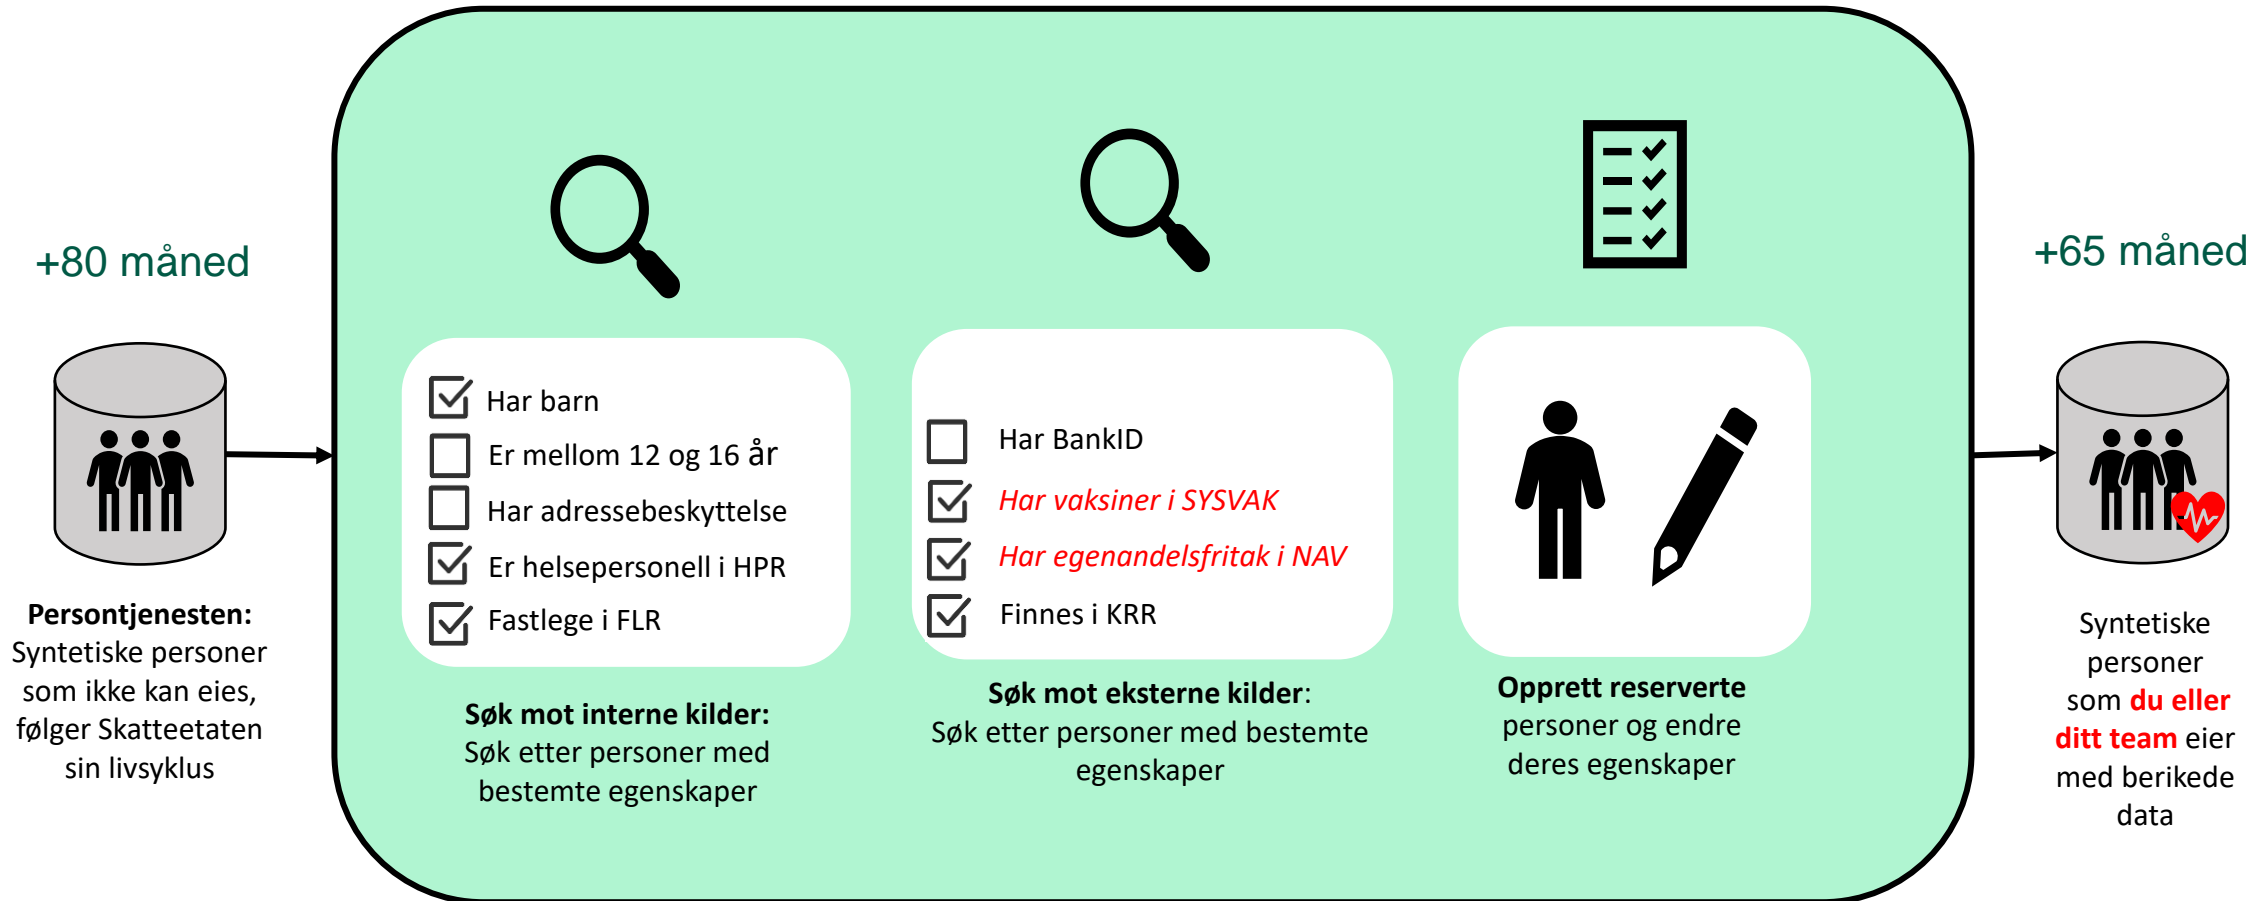 +80 måned
Persontjenesten:
Syntetiske personer
som ikke kan eies,
følger Skatteetaten
sin livsyklus
Har barn
Er mellom 12 og 16 år
Har adressebeskyttelse
Er helsepersonell i HPR
Fastlege i FLR
Søk mot interne kilder:
Søk etter personer med
bestemte egenskaper
Har BankID
Har vaksiner i SYSVAK
Har egenandelsfritak i NAV
Finnes i KRR
Søk mot eksterne kilder:
Søk etter personer med bestemte
egenskaper
Opprett reserverte
personer og endre
deres egenskaper
+65 måned
Syntetiske
personer
som du eller
ditt team eier
med berikede
data